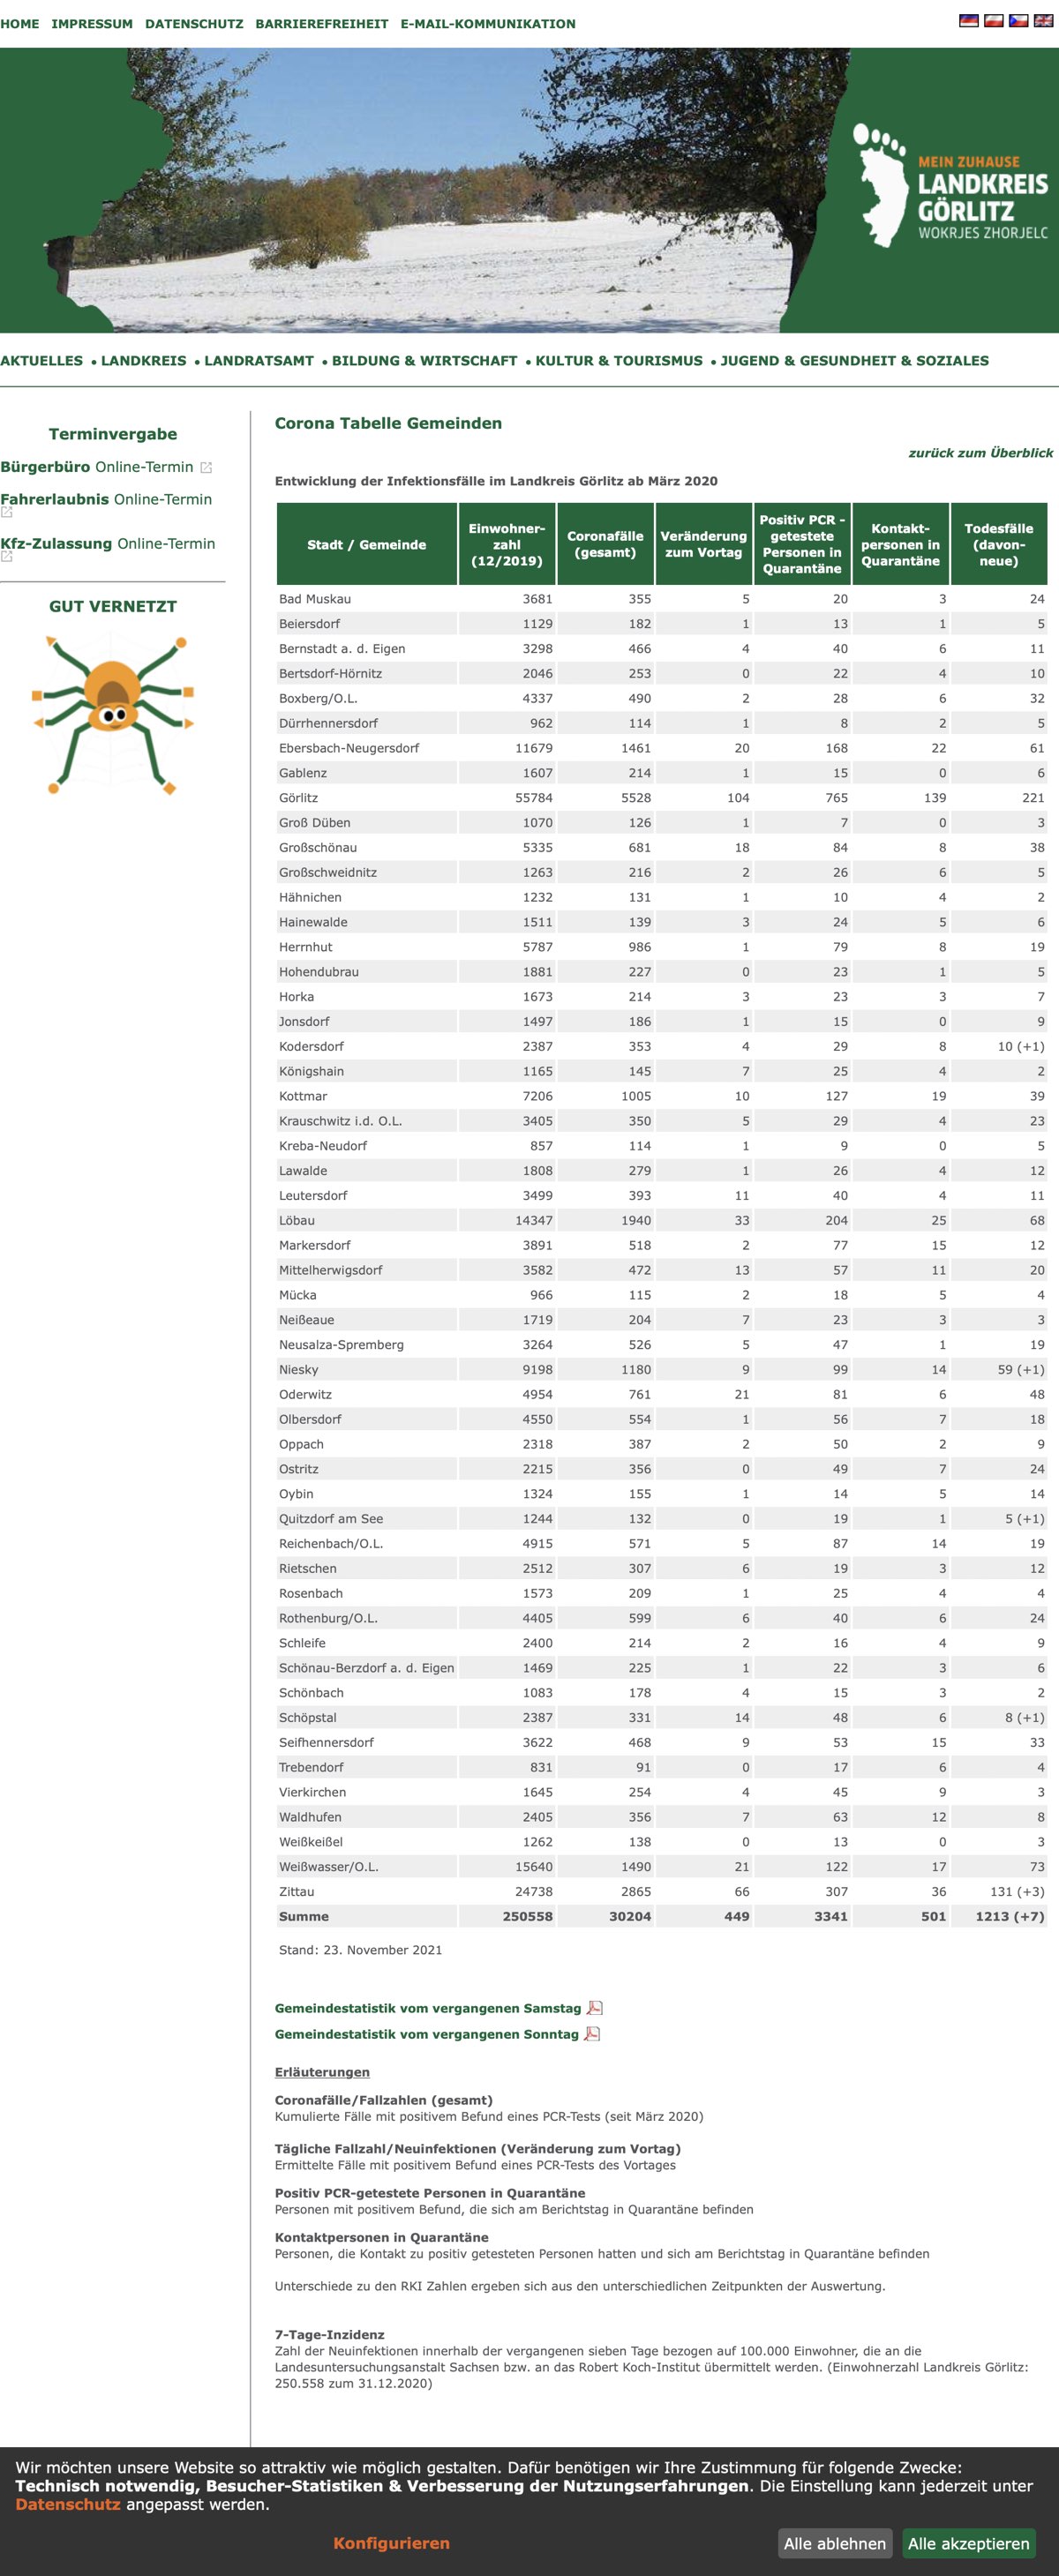 HOME IMPRESSUM DATENSCHUTZ BARRIEREFREIHEIT E-MAIL-KOMMUNIKATION
MEIN ZUHAUSE
LANDKREIS
GÖRLITZ
WOKRJES ZHORJELC
AKTUELLES • LANDKREIS • LANDRATSAMT • BILDUNG & WIRTSCHAFT • KULTUR & TOURISMUS • JUGEND & GESUNDHEIT & SOZIALES
Terminvergabe
Bürgerbüro Online-Termin
Fahrerlaubnis Online-Termin
Kfz-Zulassung Online-Termin
GUT VERNETZT
Corona Tabelle Gemeinden
zurück zum Überblick
Entwicklung der Infektionsfälle im Landkreis Görlitz ab März 2020
Stadt / Gemeinde Einwohner-zahl (12/2019) Coronafälle (gesamt) Veränderung zum Vortag Positiv PCR - getestete Personen in Quarantäne Kontakt-personen in Quarantäne Todesfälle (davon-neue)
Bad Muskau 3681 355 5 20 3 24
Beiersdorf 1129 182 1 13 1 5
Bernstadt a. d. Eigen 3298 466 4 40 6 11
Bertsdorf-Hörnitz 2046 253 0 22 4 10
Boxberg/O.L. 4337 490 2 28 6 32
Dürrhennersdorf 962 114 1 8 2 5
Ebersbach-Neugersdorf 11679 1461 20 168 22 61
Gablenz 1607 214 1 15 0 6
Görlitz 55784 5528 104 765 139 221
Groß Düben 1070 126 1 7 0 3
Großschönau 5335 681 18 84 8 38
Großschweidnitz 1263 216 2 26 6 5
Hähnichen 1232 131 1 10 4 2
Hainewalde 1511 139 3 24 5 6
Herrnhut 5787 986 1 79 8 19
Hohendubrau 1881 227 0 23 1 5
Horka 1673 214 3 23 3 7
Jonsdorf 1497 186 1 15 0 9
Kodersdorf 2387 353 4 29 8 10 (+1)
Königshain 1165 145 7 25 4 2
Kottmar 7206 1005 10 127 19 39
Krauschwitz i.d. O.L. 3405 350 5 29 4 23
Kreba-Neudorf 857 114 1 9 0 5
Lawalde 1808 279 1 26 4 12
Leutersdorf 3499 393 11 40 4 11
Löbau 14347 1940 33 204 25 68
Markersdorf 3891 518 2 77 15 12
Mittelherwigsdorf 3582 472 13 57 11 20
Mücka 966 115 2 18 5 4
Neißeaue 1719 204 7 23 3 3
Neusalza-Spremberg 3264 526 5 47 1 19
Niesky 9198 1180 9 99 14 59 (+1)
Oderwitz 4954 761 21 81 6 48
Olbersdorf 4550 554 1 56 7 18
Oppach 2318 387 2 50 2 9
Ostritz 2215 356 0 49 7 24
Oybin 1324 155 1 14 5 14
Quitzdorf am See 1244 132 0 19 1 5 (+1)
Reichenbach/O.L. 4915 571 5 87 14 19
Rietschen 2512 307 6 19 3 12
Rosenbach 1573 209 1 25 4 4
Rothenburg/O.L. 4405 599 6 40 6 24
Schleife 2400 214 2 16 4 9
Schönau-Berzdorf a. d. Eigen 1469 225 1 22 3 6
Schönbach 1083 178 4 15 3 2
Schöpstal 2387 331 14 48 6 8 (+1)
Seifhennersdorf 3622 468 9 53 15 33
Trebendorf 831 91 0 17 6 4
Vierkirchen 1645 254 4 45 9 3
Waldhufen 2405 356 7 63 12 8
Weißkeißel 1262 138 0 13 0 3
Weißwasser/O.L. 15640 1490 21 122 17 73
Zittau 24738 2865 66 307 36 131 (+3)
Summe 250558 30204 449 3341 501 1213 (+7)
Stand: 23. November 2021
Gemeindestatistik vom vergangenen Samstag
Gemeindestatistik vom vergangenen Sonntag
Erläuterungen
Coronafälle/Fallzahlen (gesamt)
Kumulierte Fälle mit positivem Befund eines PCR-Tests (seit März 2020)
Tägliche Fallzahl/Neuinfektionen (Veränderung zum Vortag)
Ermittelte Fälle mit positivem Befund eines PCR-Tests des Vortages
Positiv PCR-getestete Personen in Quarantäne
Personen mit positivem Befund, die sich am Berichtstag in Quarantäne befinden
Kontaktpersonen in Quarantäne
Personen, die Kontakt zu positiv getesteten Personen hatten und sich am Berichtstag in Quarantäne befinden
Unterschiede zu den RKI Zahlen ergeben sich aus den unterschiedlichen Zeitpunkten der Auswertung.
7-Tage-Inzidenz
Zahl der Neuinfektionen innerhalb der vergangenen sieben Tage bezogen auf 100.000 Einwohner, die an die
Landesuntersuchungsanstalt Sachsen bzw. an das Robert Koch-Institut übermittelt werden. (Einwohnerzahl Landkreis Görlitz:
250.558 zum 31.12.2020)
Wir möchten unsere Website so attraktiv wie möglich gestalten. Dafür benötigen wir Ihre Zustimmung für folgende Zwecke:
Technisch notwendig, Besucher-Statistiken & Verbesserung der Nutzungserfahrungen. Die Einstellung kann jederzeit unter
Datenschutz angepasst werden.
Konfigurieren Alle ablehnen Alle akzeptieren